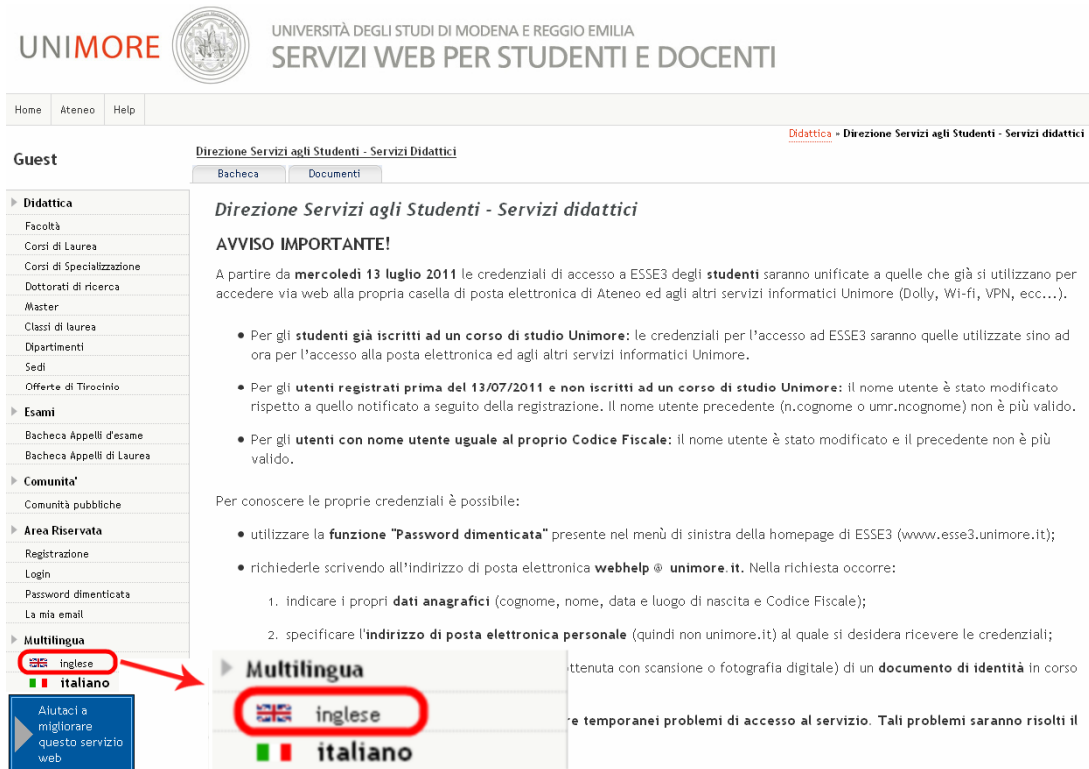 UNIMORE
UNIVERSITÀ DEGLI STUDI DI MODENA E REGGIO EMILIA
SERVIZI WEB PER STUDENTI E DOCENTI
Home Ateneo Help
Didattica » Direzione Servizi agli Studenti - Servizi didattici
Guest
Direzione Servizi agli Studenti - Servizi Didattici
Bacheca Documenti
Didattica
Facoltà
Corsi di Laurea
Corsi di Specializzazione
Dottorati di ricerca
Master
Classi di laurea
Dipartimenti
Sedi
Offerte di Tirocinio
Esami
Bacheca Appelli d'esame
Bacheca Appelli di Laurea
Comunita'
Comunità pubbliche
Area Riservata
Registrazione
Login
Password dimenticata
La mia email
Multilingua
inglese
italiano
Aiutaci a
migliorare
questo servizio
web
Direzione Servizi agli Studenti - Servizi didattici
AVVISO IMPORTANTE!
A partire da mercoledì 13 luglio 2011 le credenziali di accesso a ESSE3 degli studenti saranno unificate a quelle che già si utilizzano per
accedere via web alla propria casella di posta elettronica di Ateneo ed agli altri servizi informatici Unimore (Dolly, Wi-fi, VPN, ecc...).
• Per gli studenti già iscritti ad un corso di studio Unimore: le credenziali per l'accesso ad ESSE3 saranno quelle utilizzate sino ad
ora per l'accesso alla posta elettronica ed agli altri servizi informatici Unimore.
• Per gli utenti registrati prima del 13/07/2011 e non iscritti ad un corso di studio Unimore: il nome utente è stato modificato
rispetto a quello notificato a seguito della registrazione. Il nome utente precedente (n.cognome o umr.ncognome) non è più valido.
• Per gli utenti con nome utente uguale al proprio Codice Fiscale: il nome utente è stato modificato e il precedente non è più
valido.
Per conoscere le proprie credenziali è possibile:
• utilizzare la funzione "Password dimenticata" presente nel menù di sinistra della homepage di ESSE3 (www.esse3.unimore.it);
• richiederle scrivendo all'indirizzo di posta elettronica webhelp @ unimore.it. Nella richiesta occorre:
1. indicare i propri dati anagrafici (cognome, nome, data e luogo di nascita e Codice Fiscale);
2. specificare l'indirizzo di posta elettronica personale (quindi non unimore.it) al quale si desidera ricevere le credenziali;
ttenuta con scansione o fotografia digitale) di un documento di identità in corso
re temporanei problemi di accesso al servizio. Tali problemi saranno risolti il
Multilingua
inglese
italiano